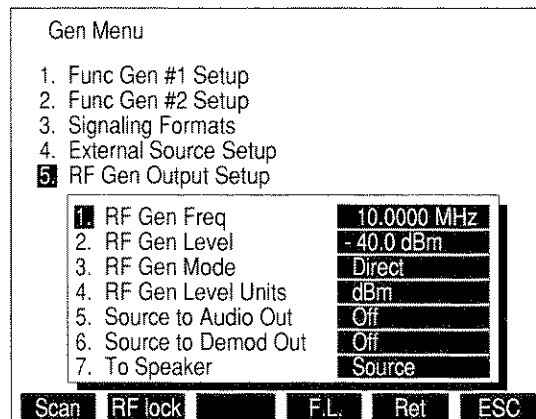 Gen Menu
1. Func Gen #1 Setup
2. Func Gen #2 Setup
3. Signaling Formats
4. External Source Setup
5. RF Gen Output Setup
1. RF Gen Freq 10.0000 MHz
2. RF Gen Level - 40.0 dBm
3. RF Gen Mode Direct
4. RF Gen Level Units dBm
5. Source to Audio Out Off
6. Source to Demod Out Off
7. To Speaker Source
Scan RF lock F.L. Ret ESC